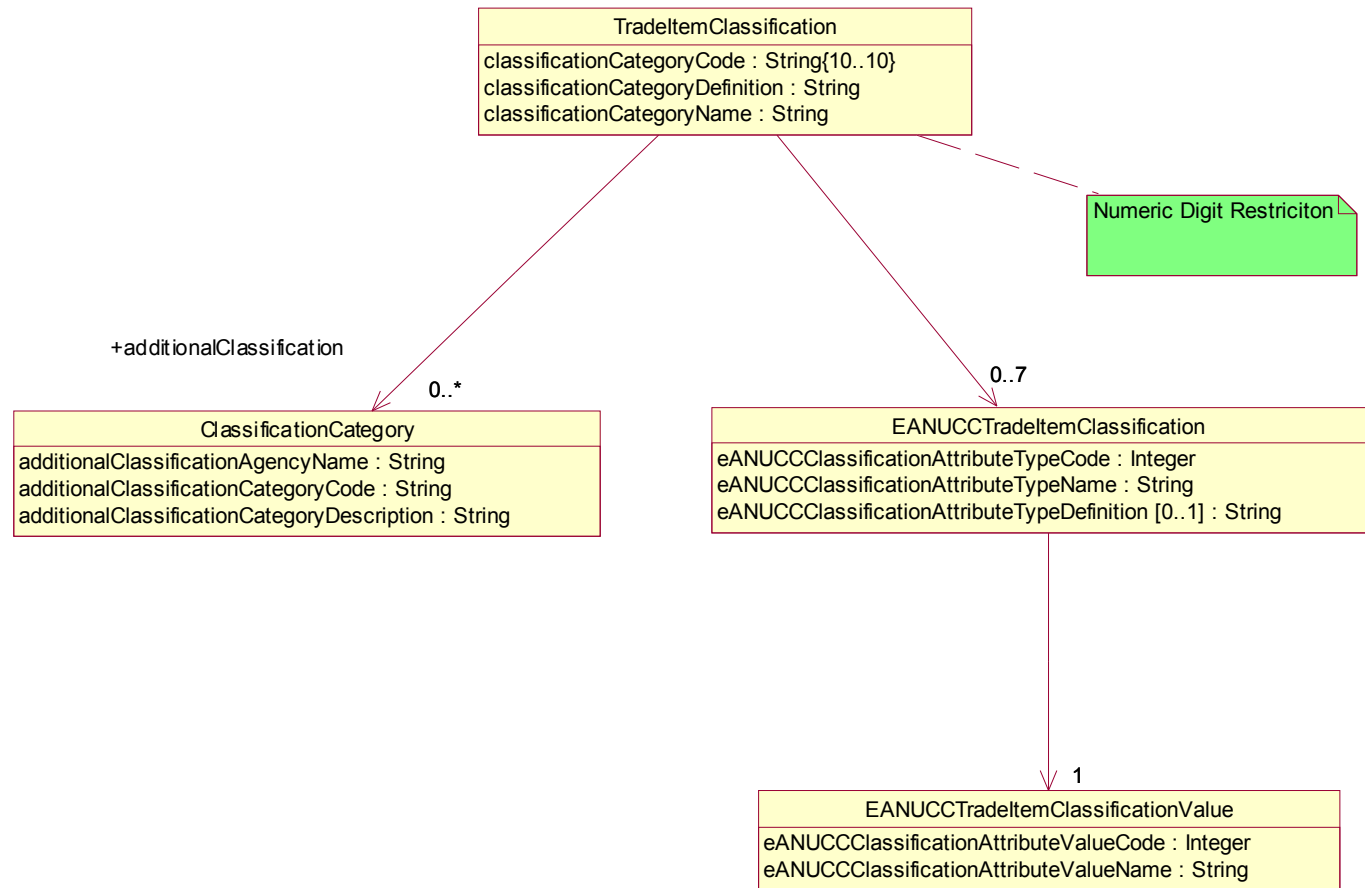 TradeItemClassification
classificationCategoryCode : String{10..10}
classificationCategoryDefinition : String
classificationCategoryName : String
Numeric Digit Restriciton
+additionalClassification
0..*
0..7
ClassificationCategory
additionalClassificationAgencyName : String
additionalClassificationCategoryCode : String
additionalClassificationCategoryDescription : String
EANUCCTradeItemClassification
eANUCCClassificationAttributeTypeCode : Integer
eANUCCClassificationAttributeTypeName : String
eANUCCClassificationAttributeTypeDefinition [0..1] : String
1
EANUCCTradeItemClassificationValue
eANUCCClassificationAttributeValueCode : Integer
eANUCCClassificationAttributeValueName : String